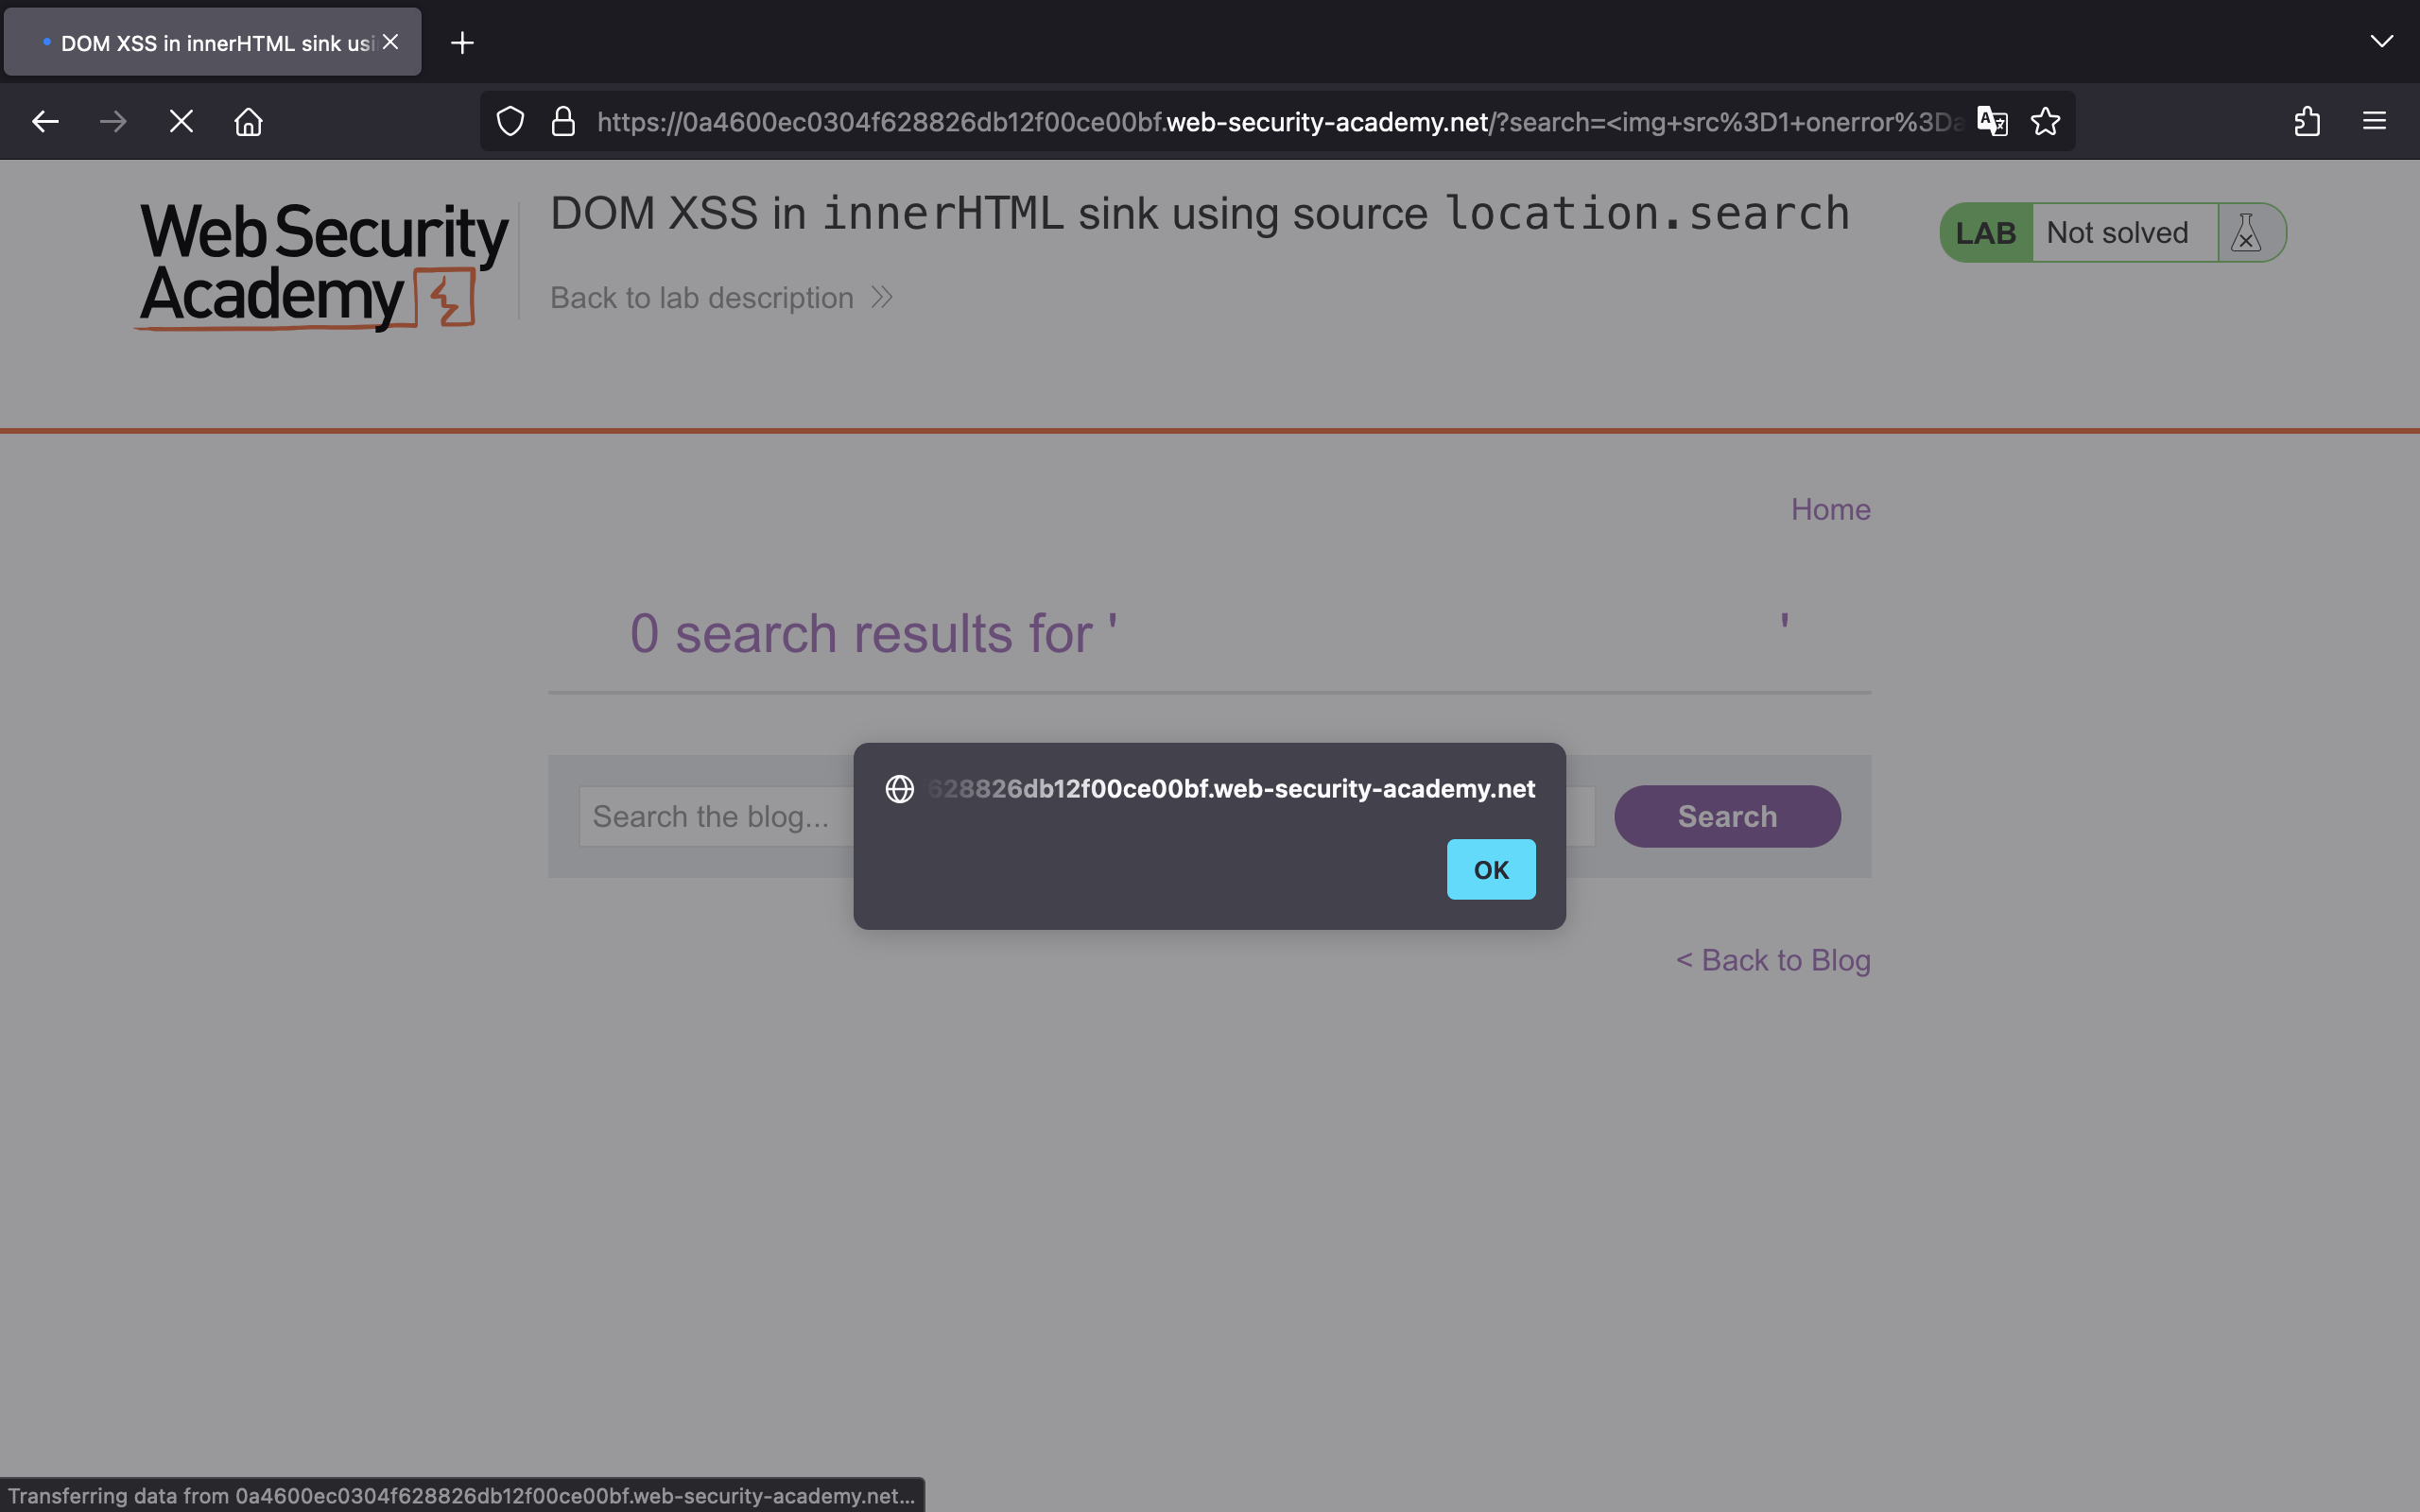 DOM XSS in innerHTML sink usi
https://0a4600ec0304f628826db12f00ce00bf.web-security-academy.net/?search=<img+src%3D1+onerror%3Da
Web Security
Academy
DOM XSS in innerHTML sink using source location.search
LAB Not solved
Back to lab description
Home
0 search results for ' '
628826db12f00ce00bf.web-security-academy.net
Search the blog...
Search
OK
< Back to Blog
Transferring data from 0a4600ec0304f628826db12f00ce00bf.web-security-academy.net...